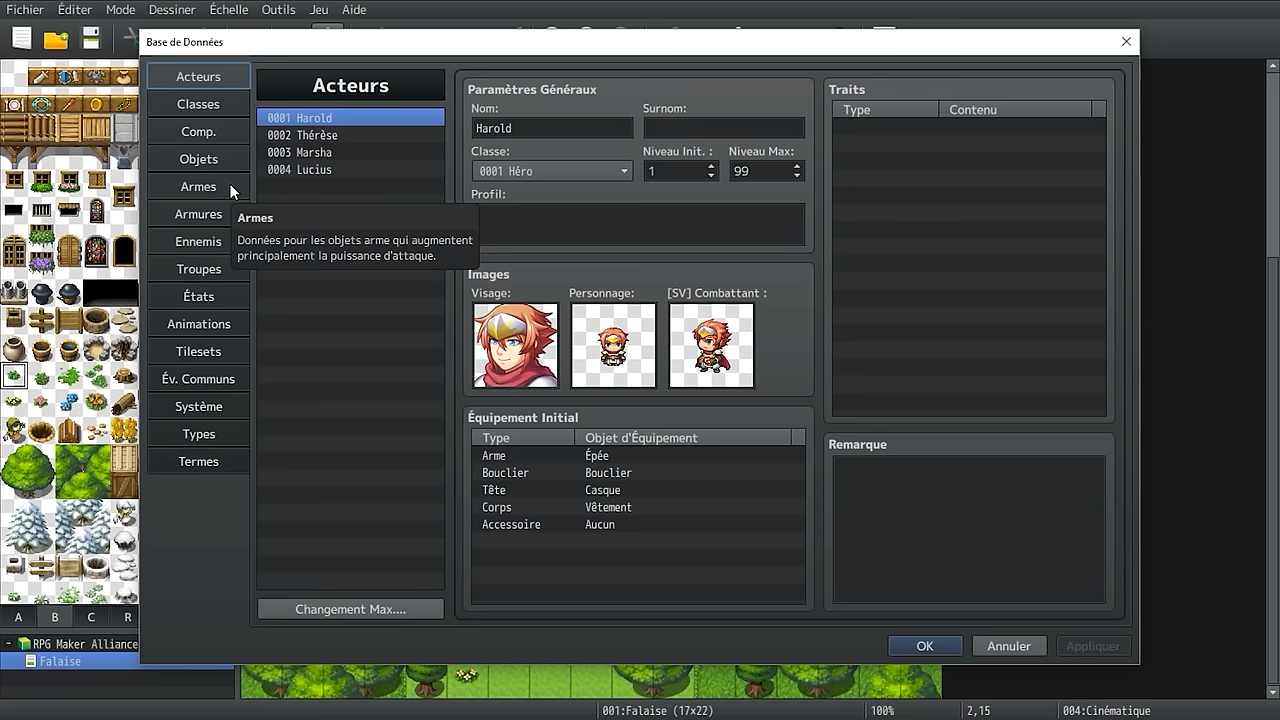 Fichier Éditer Mode Dessiner Échelle Outils Jeu Aide
Base de Données
Acteurs
Classes
Comp.
Objets
Armes
Armures
Ennemis
Troupes
États
Animations
Tilesets
Év. Communs
Système
Types
Termes
Acteurs
0001 Harold
0002 Thérèse
0003 Marsha
0004 Lucius
Armes
Données pour les objets arme qui augmentent
principalement la puissance d'attaque.
Changement Max....
Paramètres Généraux
Nom: Surnom:
Harold
Classe: Niveau Init. : Niveau Max:
0001 Héro 1 99
Profil:
Images
Visage: Personnage: [SV] Combattant :
Équipement Initial
Type Objet d'Équipement
Arme Épée
Bouclier Bouclier
Tête Casque
Corps Vêtement
Accessoire Aucun
Traits
Type Contenu
Remarque
OK Annuler Appliquer
A B C R
RPG Maker Alliance
Falaise
001:Falaise (17x22) 100% 2,15 004:Cinématique